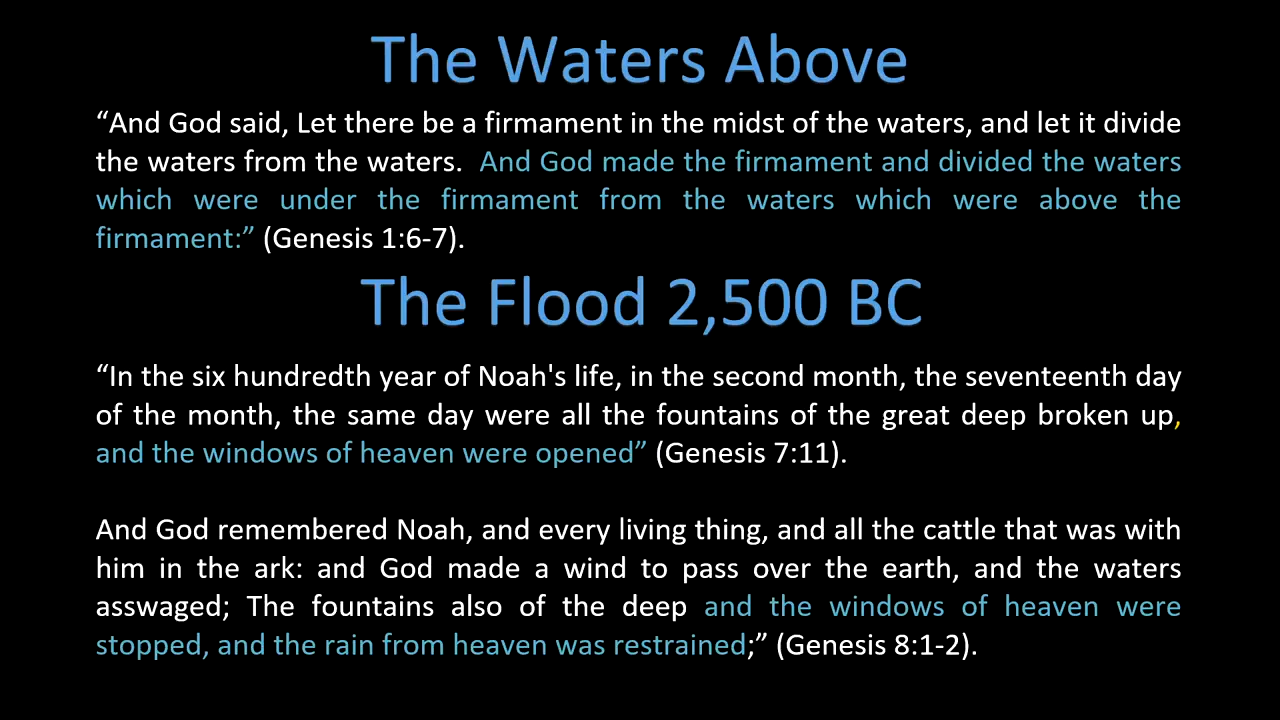 The Waters Above
“And God said, Let there be a firmament in the midst of the waters, and let it divide
the waters from the waters.  And God made the firmament and divided the waters
which were under the firmament from the waters which were above the
firmament:” (Genesis 1:6-7).
The Flood 2,500 BC
“In the six hundredth year of Noah's life, in the second month, the seventeenth day
of the month, the same day were all the fountains of the great deep broken up,
and the windows of heaven were opened” (Genesis 7:11).
And God remembered Noah, and every living thing, and all the cattle that was with
him in the ark: and God made a wind to pass over the earth, and the waters
asswaged; The fountains also of the deep and the windows of heaven were
stopped, and the rain from heaven was restrained;” (Genesis 8:1-2).